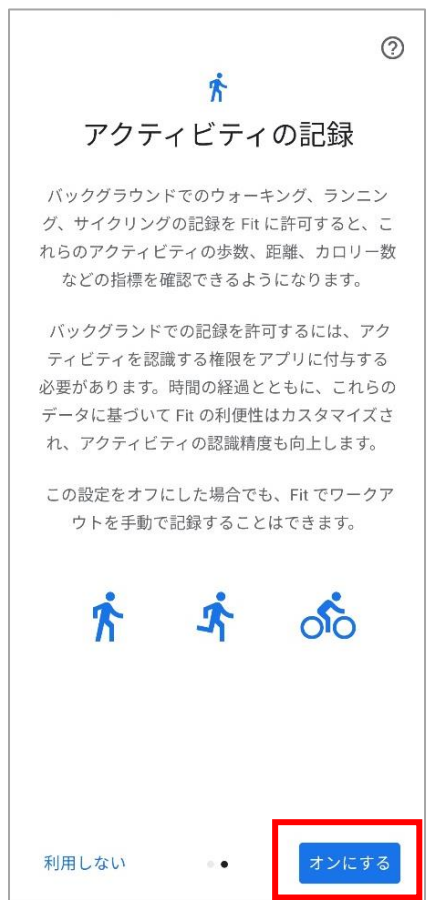 アクティビティの記録
バックグラウンドでのウォーキング、ランニン
グ、サイクリングの記録を Fit に許可すると、こ
れらのアクティビティの歩数、距離、カロリー数
などの指標を確認できるようになります。
バックグランドでの記録を許可するには、アク
ティビティを認識する権限をアプリに付与する
必要があります。時間の経過とともに、これらの
データに基づいて Fit の利便性はカスタマイズさ
れ、アクティビティの認識精度も向上します。
この設定をオフにした場合でも、Fit でワークア
ウトを手動で記録することはできます。
利用しない
オンにする